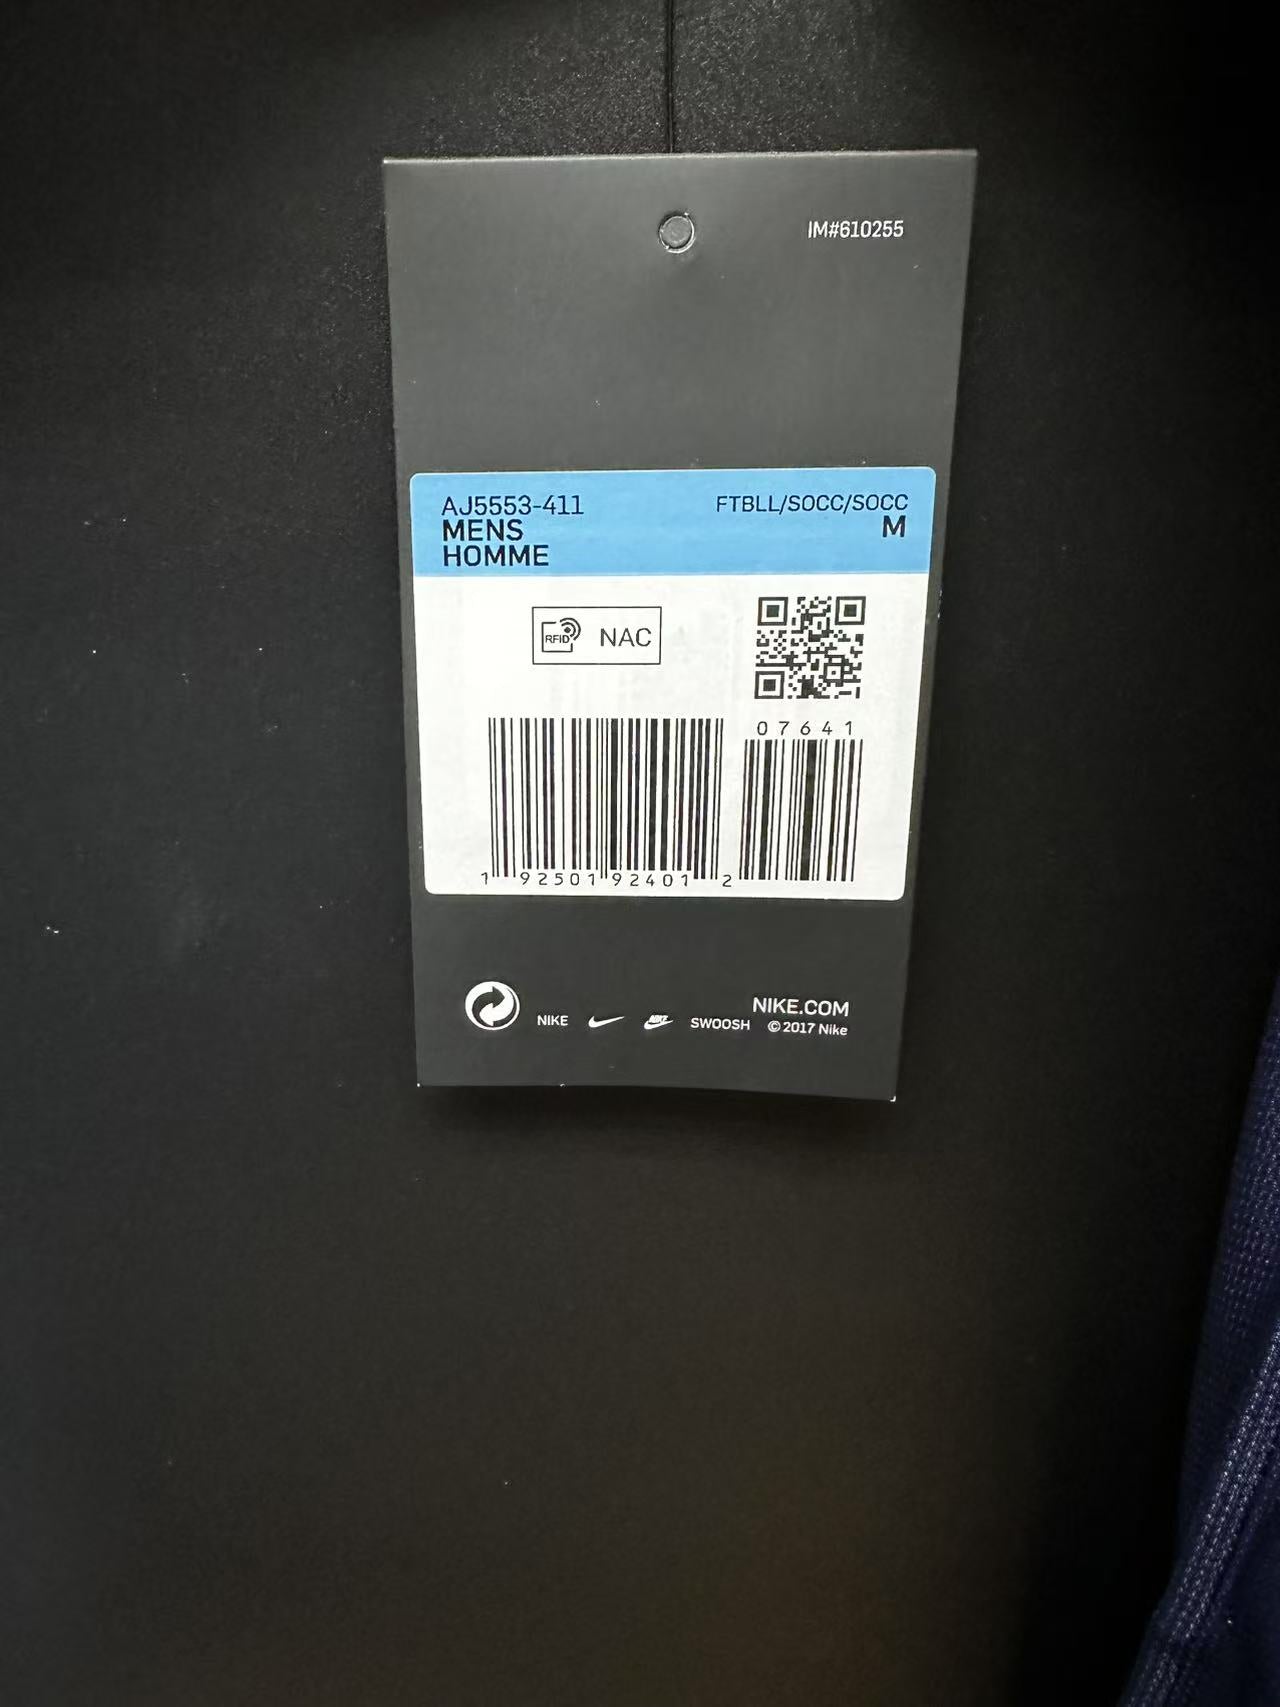 IM#610255
AJ5553-411
MENS
HOMME
FTBLL/SOCC/SOCC
M
RFID NAC
07641
1 92501 92401 2
NIKE NIKE SWOOSH
NIKE.COM
© 2017 Nike